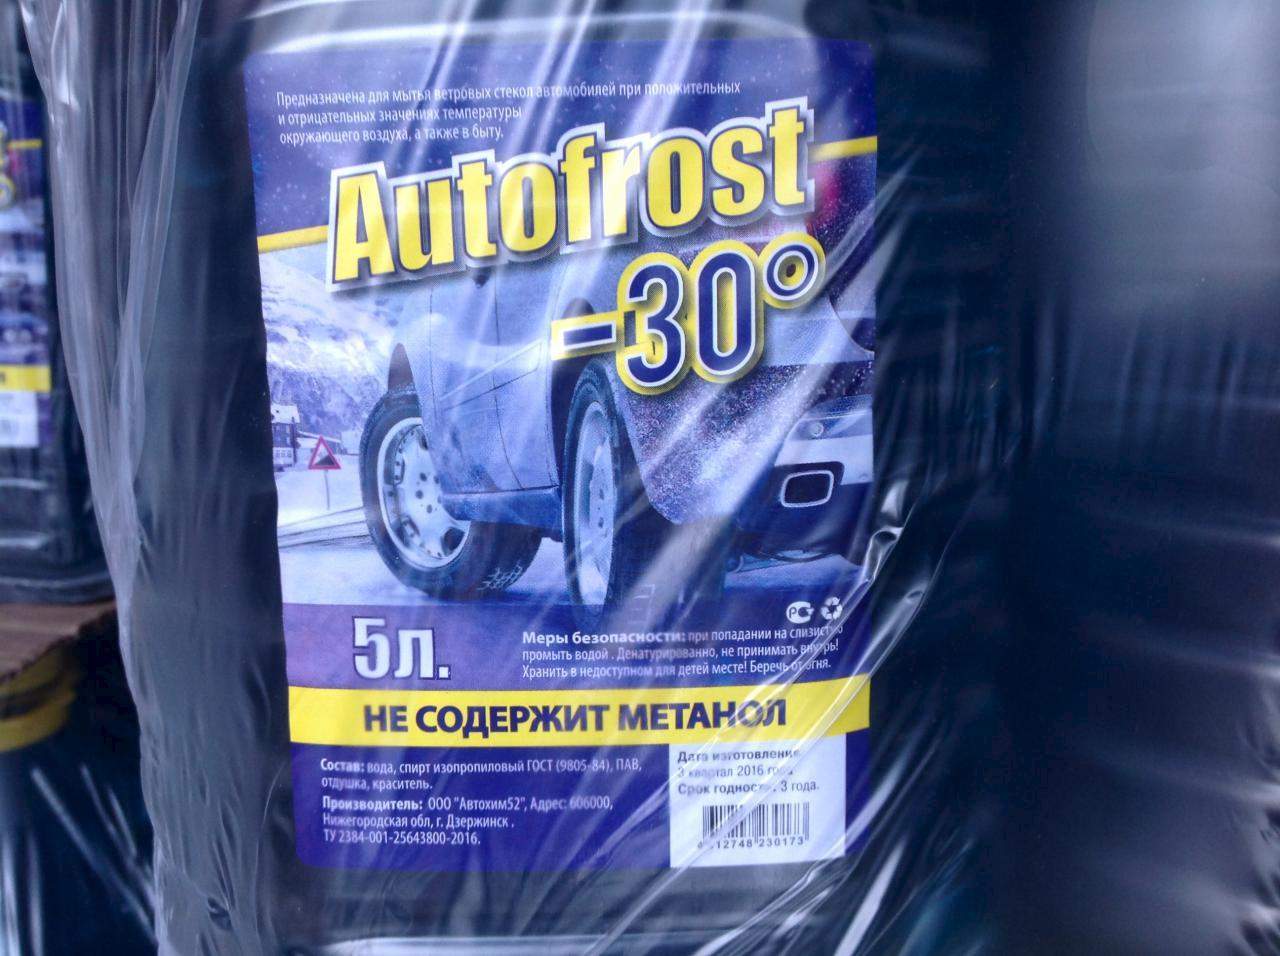 Предназначена для мытья ветровых стекол автомобилей при положительных
и отрицательных значениях температуры
окружающего воздуха, а также в быту.
Autofrost
-30°
РС
5л.
Меры безопасности: при попадании на слизистую
промыть водой . Денатурированно, не принимать внутрь!
Хранить в недоступном для детей месте! Беречь от огня.
НЕ СОДЕРЖИТ МЕТАНОЛ
Состав: вода, спирт изопропиловый ГОСТ (9805-84), ПАВ,
отдушка, краситель.
Производитель: ООО "Автохим52", Адрес: 606000,
Нижегородская обл, г. Дзержинск .
ТУ 2384-001-25643800-2016.
Дата изготовления
3 квартал 2016 года
Срок годности: 3 года.
12748 230173